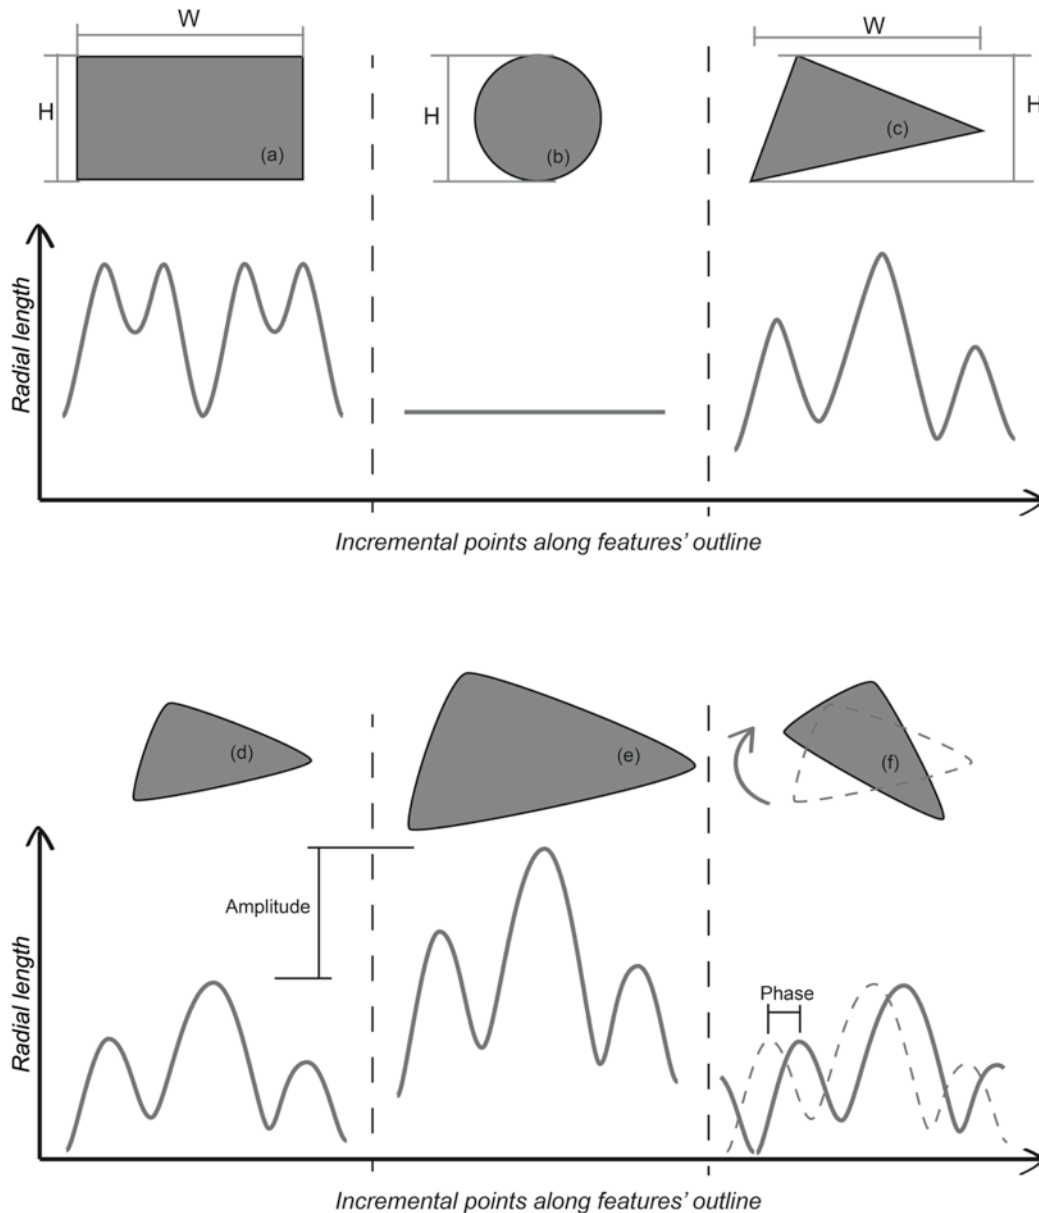 W
W
H
H
H
(a)
(b)
(c)
Radial length
Incremental points along features' outline
(d)
(e)
(f)
Amplitude
Phase
Radial length
Incremental points along features' outline